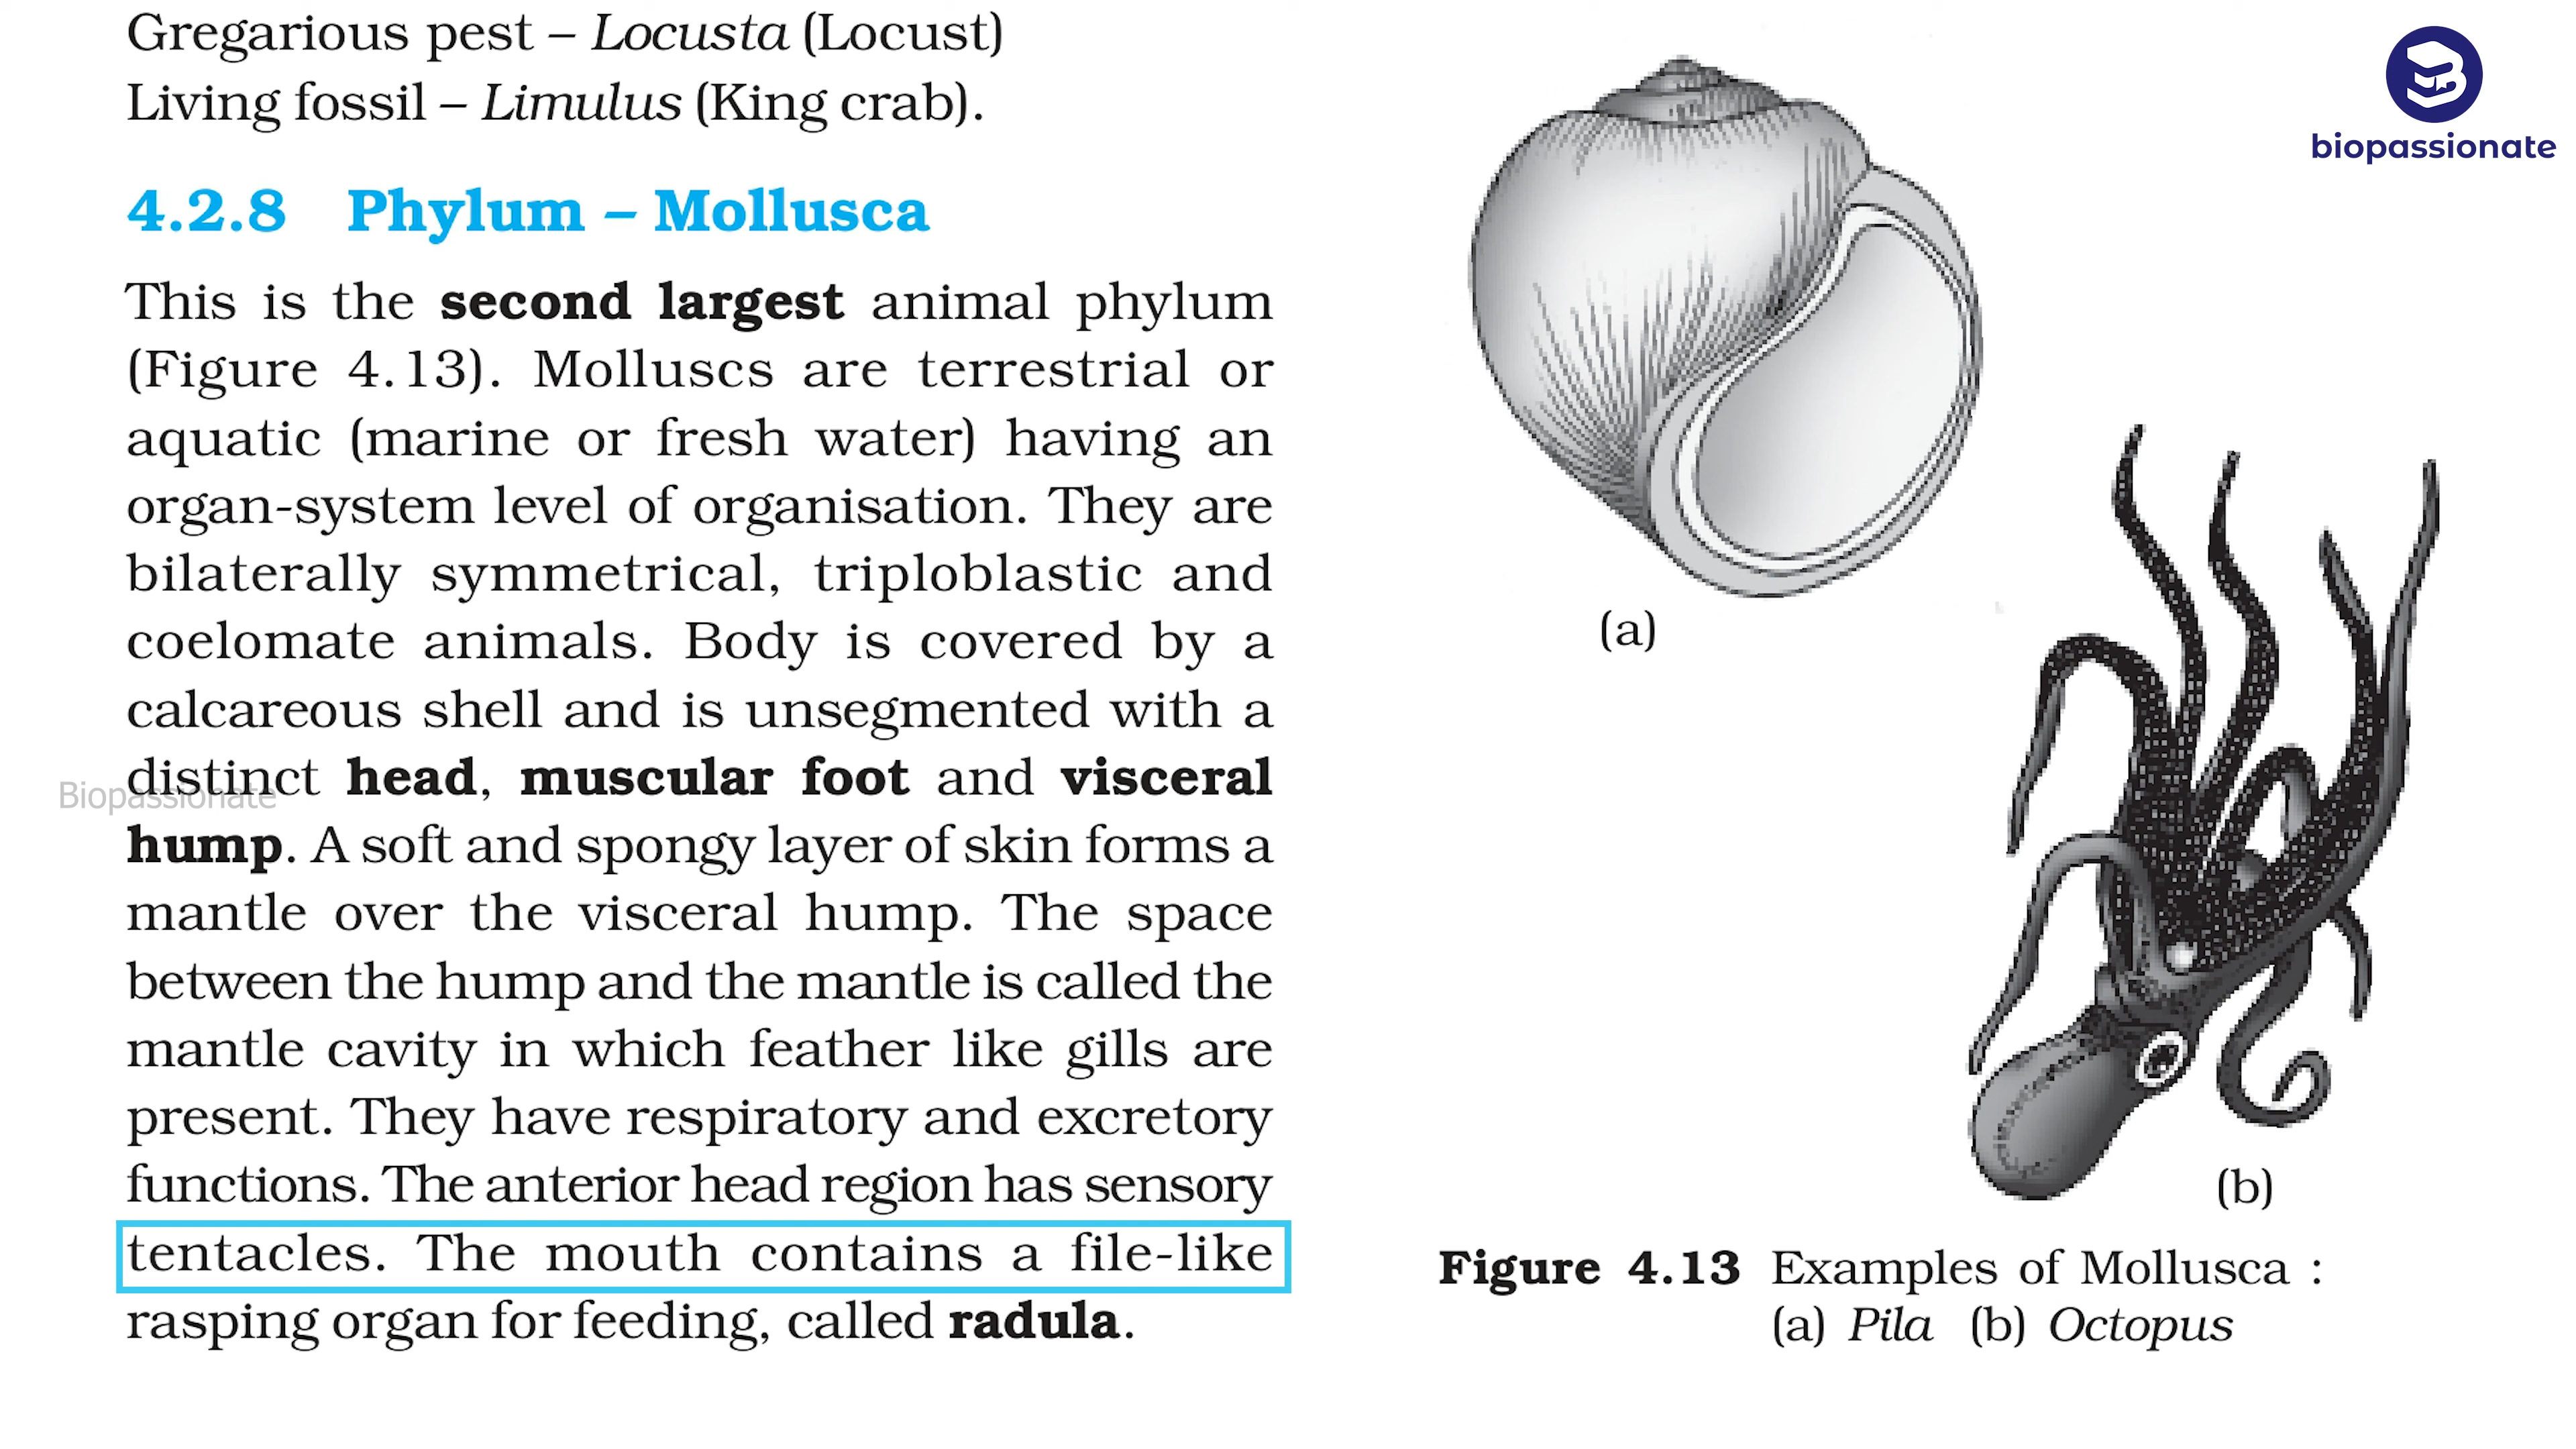 Gregarious pest – Locusta (Locust)
Living fossil – Limulus (King crab).
4.2.8 Phylum – Mollusca
This is the second largest animal phylum
(Figure 4.13). Molluscs are terrestrial or
aquatic (marine or fresh water) having an
organ-system level of organisation. They are
bilaterally symmetrical, triploblastic and
coelomate animals. Body is covered by a
calcareous shell and is unsegmented with a
distinct head, muscular foot and visceral
hump. A soft and spongy layer of skin forms a
mantle over the visceral hump. The space
between the hump and the mantle is called the
mantle cavity in which feather like gills are
present. They have respiratory and excretory
functions. The anterior head region has sensory
tentacles. The mouth contains a file-like
rasping organ for feeding, called radula.
Biopassionate
biopassionate
(a)
(b)
Figure 4.13 Examples of Mollusca :
(a) Pila (b) Octopus